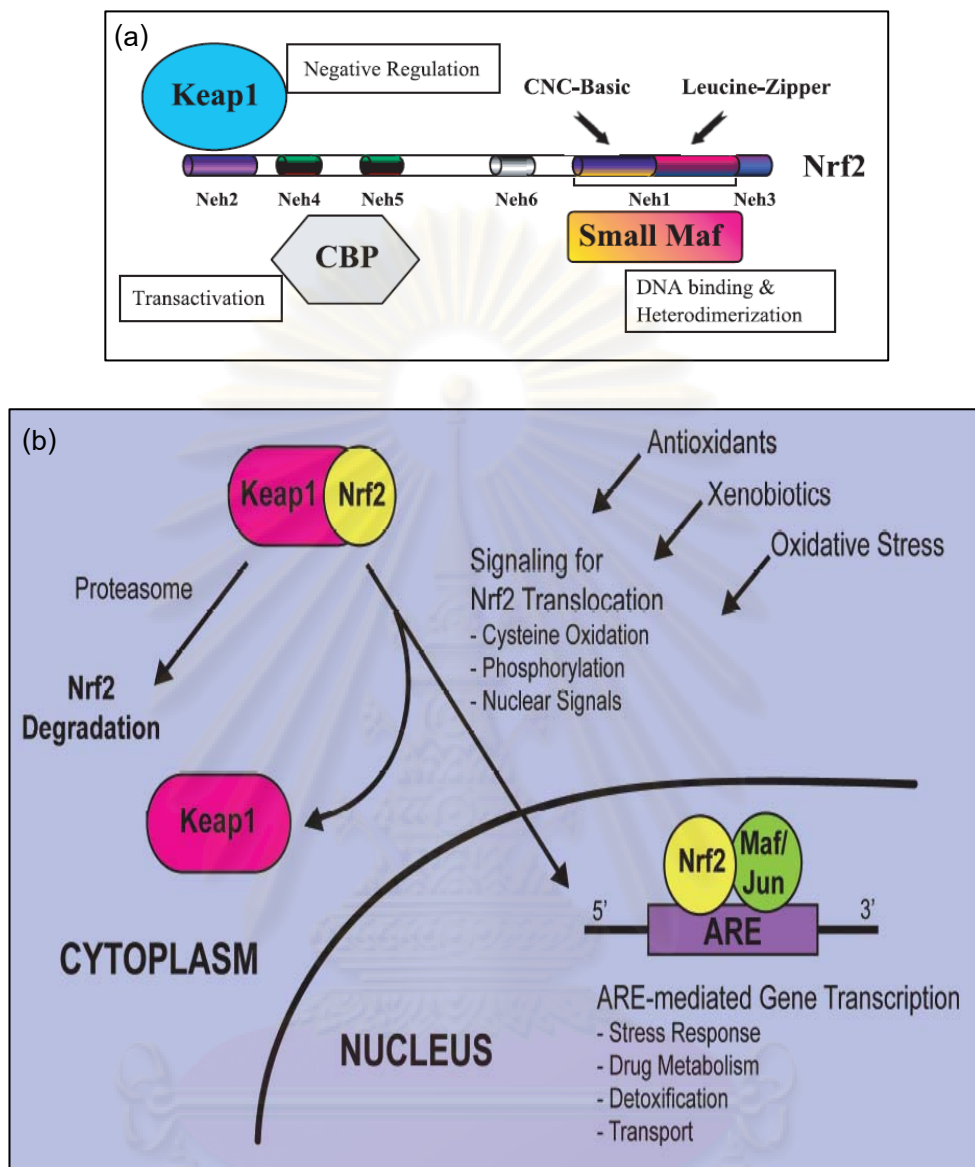 (a)
Keap1
Negative Regulation
CNC-Basic
Leucine-Zipper
Nrf2
Neh2
Neh4
Neh5
Neh6
Neh1
Neh3
CBP
Small Maf
Transactivation
DNA binding &
Heterodimerization
(b)
Keap1
Nrf2
Antioxidants
Xenobiotics
Oxidative Stress
Proteasome
Signaling for
Nrf2 Translocation
- Cysteine Oxidation
- Phosphorylation
- Nuclear Signals
Nrf2
Degradation
Keap1
Nrf2
Maf/
Jun
5'
3'
ARE
CYTOPLASM
ARE-mediated Gene Transcription
- Stress Response
- Drug Metabolism
- Detoxification
- Transport
NUCLEUS